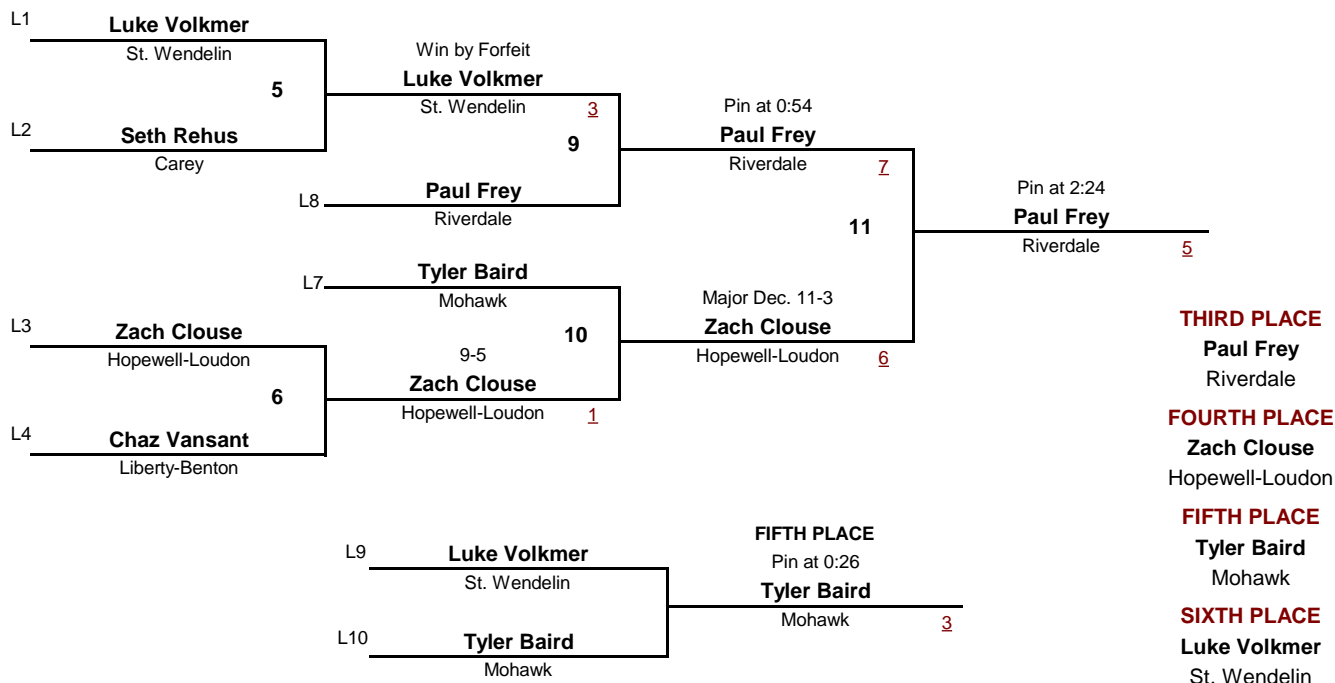 L1
Luke Volkmer
St. Wendelin
5
Win by Forfeit
Luke Volkmer
St. Wendelin 3
L2
Seth Rehus
Carey
9
L8
Paul Frey
Riverdale
Pin at 0:54
Paul Frey
Riverdale 7
11
Pin at 2:24
Paul Frey
Riverdale 5
L7
Tyler Baird
Mohawk
10
L3
Zach Clouse
Hopewell-Loudon
6
9-5
Zach Clouse
Hopewell-Loudon 1
L4
Chaz Vansant
Liberty-Benton
Major Dec. 11-3
Zach Clouse
Hopewell-Loudon 6
THIRD PLACE
Paul Frey
Riverdale
FOURTH PLACE
Zach Clouse
Hopewell-Loudon
FIFTH PLACE
Tyler Baird
Mohawk
SIXTH PLACE
Luke Volkmer
St. Wendelin
L9
Luke Volkmer
St. Wendelin
L10
Tyler Baird
Mohawk
FIFTH PLACE
Pin at 0:26
Tyler Baird
Mohawk 3